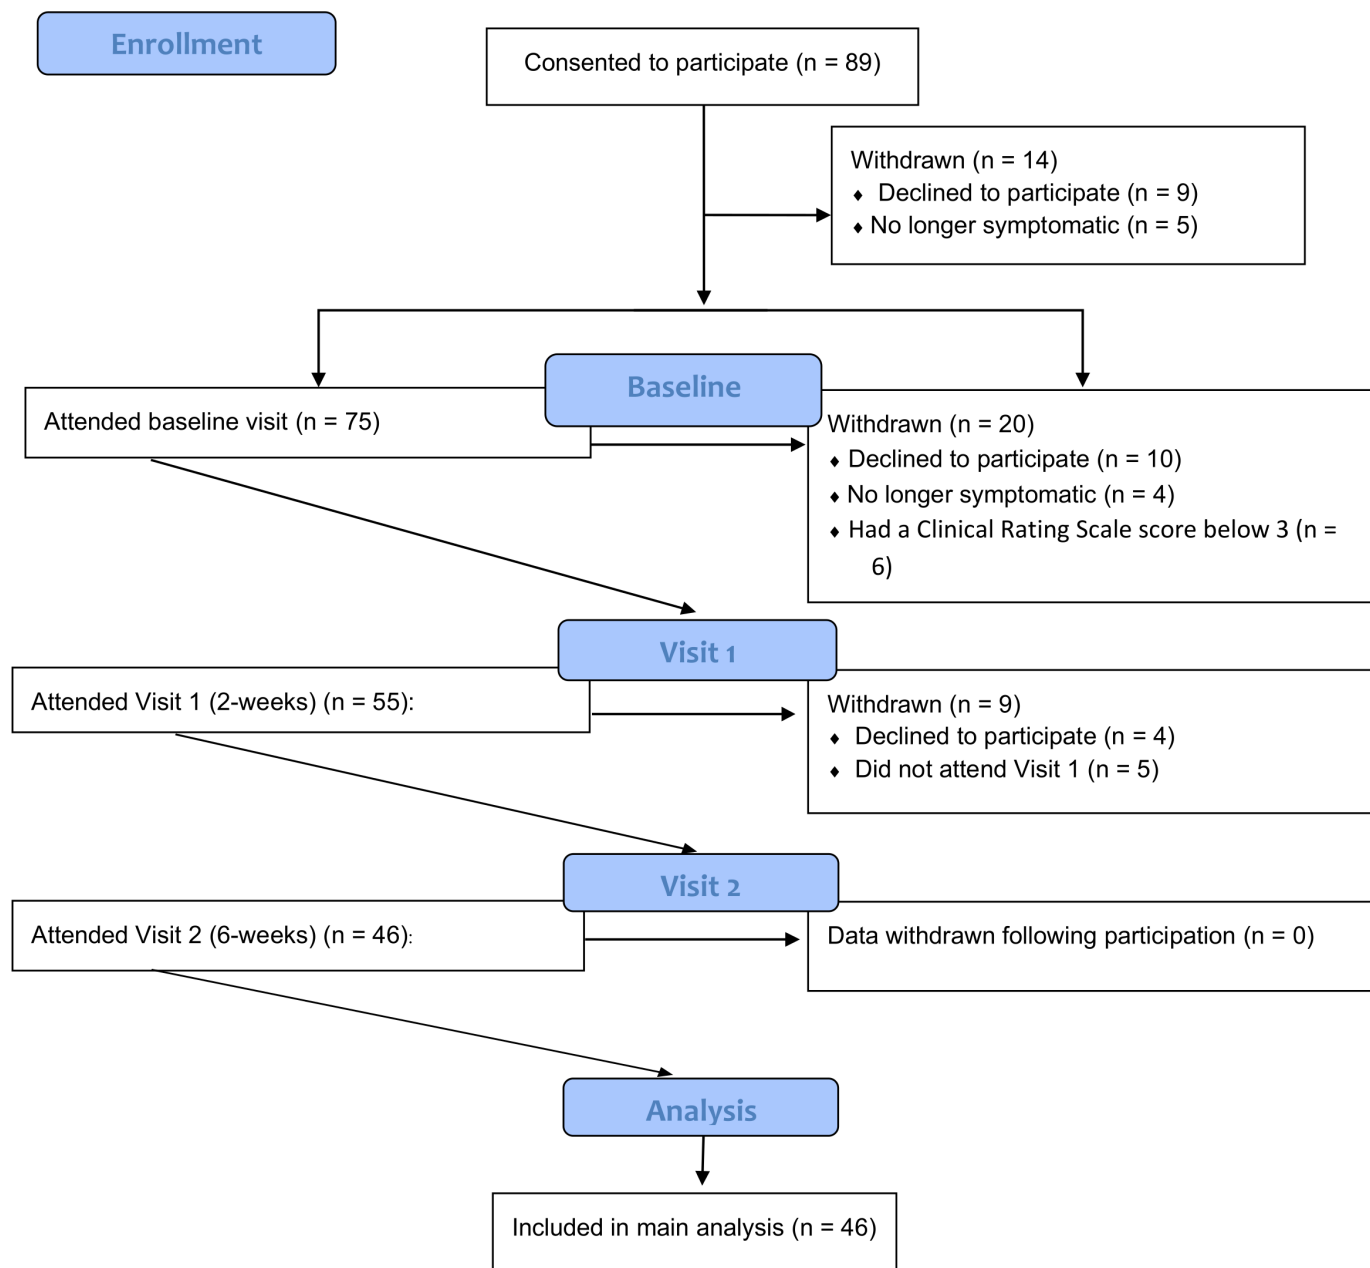 Enrollment
Consented to participate (n = 89)
Withdrawn (n = 14)
♦ Declined to participate (n = 9)
♦ No longer symptomatic (n = 5)
Baseline
Attended baseline visit (n = 75)
Withdrawn (n = 20)
♦ Declined to participate (n = 10)
♦ No longer symptomatic (n = 4)
♦ Had a Clinical Rating Scale score below 3 (n =
6)
Visit 1
Attended Visit 1 (2-weeks) (n = 55):
Withdrawn (n = 9)
♦ Declined to participate (n = 4)
♦ Did not attend Visit 1 (n = 5)
Visit 2
Attended Visit 2 (6-weeks) (n = 46):
Data withdrawn following participation (n = 0)
Analysis
Included in main analysis (n = 46)